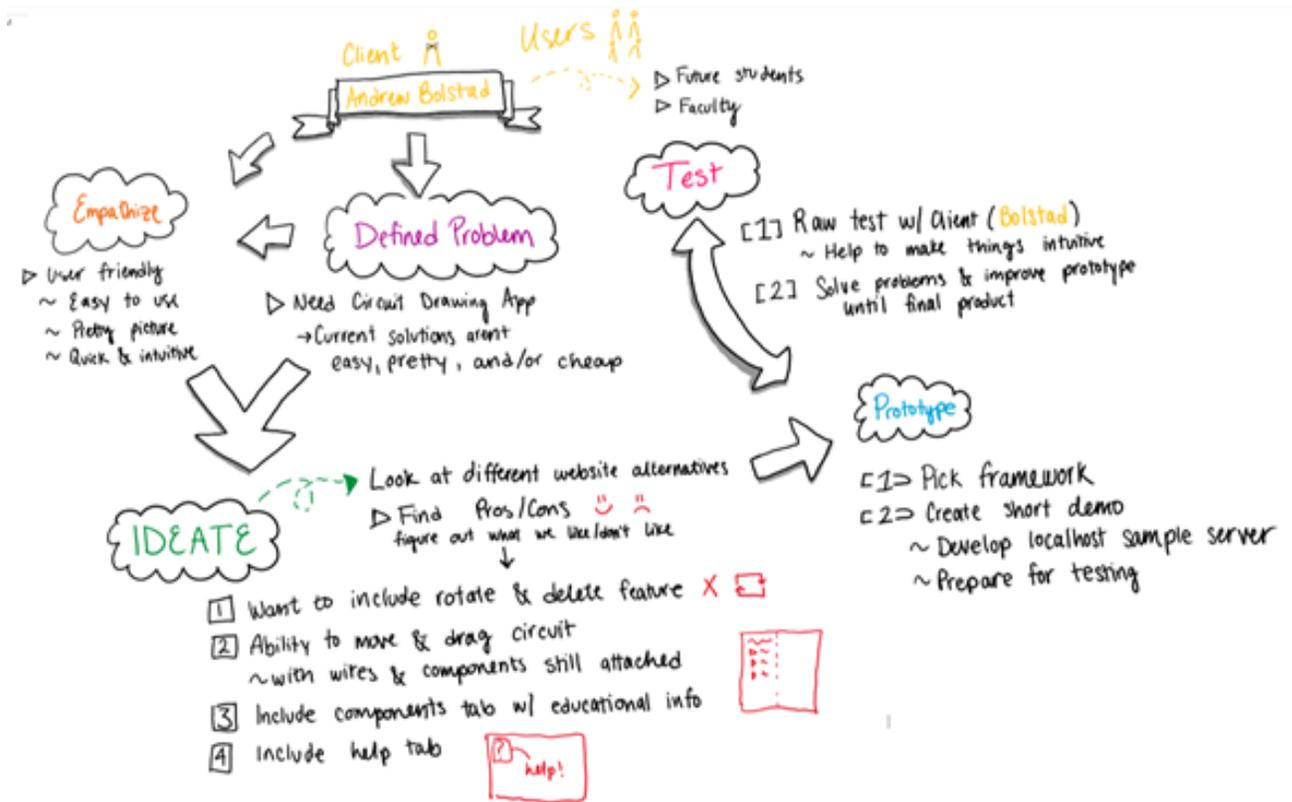 Client
Users
Andrew Bolstad
▷ Future students
▷ Faculty
Empathize
▷ User friendly
~ Easy to use
~ Pretty picture
~ Quick & intuitive
Defined Problem
▷ Need Circuit Drawing App
→ Current solutions arent
easy, pretty, and/or cheap
Test
[1] Raw test w/ Client (Bolstad)
~ Help to make things intuitive
[2] Solve problems & improve prototype
until final product
Prototype
[1] Pick framework
[2] Create short demo
~ Develop localhost sample server
~ Prepare for testing
IDEATE
Look at different website alternatives
▷ Find Pros/Cons
figure out what we like/don't like
1 Want to include rotate & delete feature X
2 Ability to move & drag circuit
~ with wires & components still attached
3 Include components tab w/ educational info
4 Include help tab
?
help!